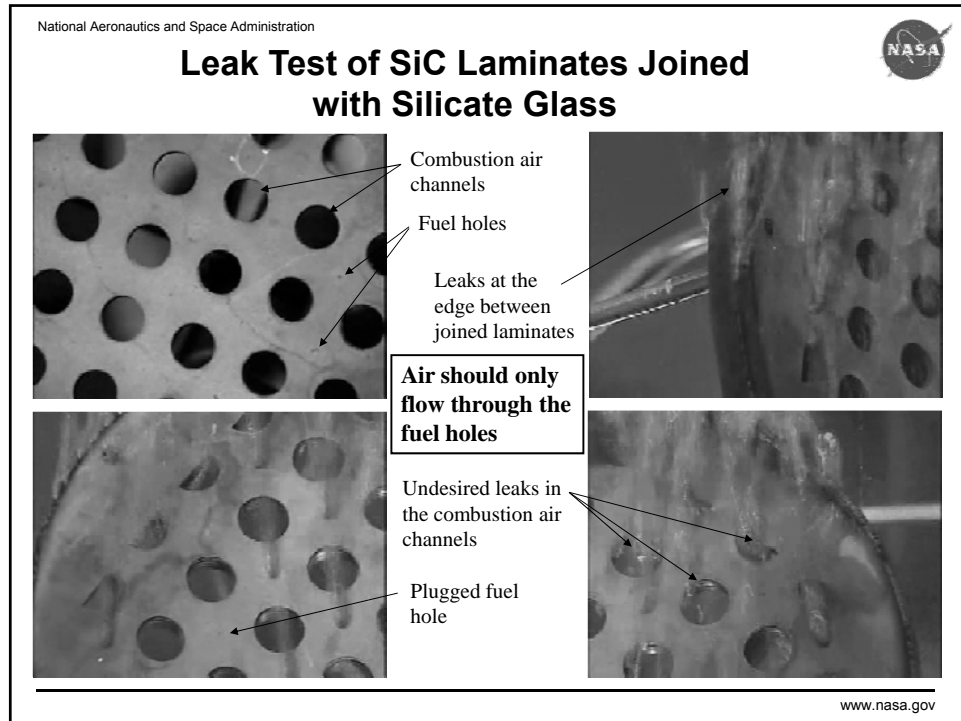 National Aeronautics and Space Administration
Leak Test of SiC Laminates Joined
with Silicate Glass
NASA
Combustion air
channels
Fuel holes
Leaks at the
edge between
joined laminates
Air should only
flow through the
fuel holes
Undesired leaks in
the combustion air
channels
Plugged fuel
hole
www.nasa.gov